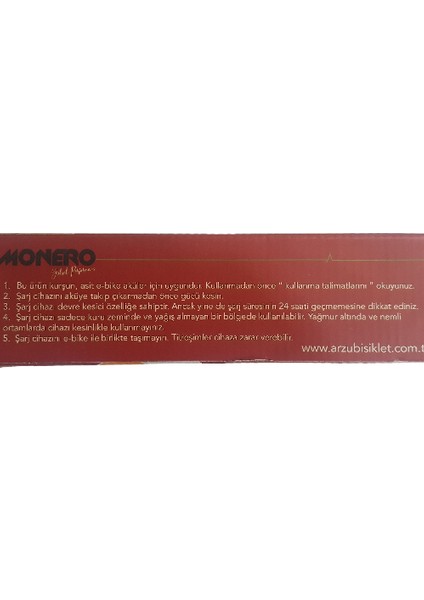 MONERO
1. Bu ürün kurşun, asit e-bike aküler için uygundur. Kullanmadan önce " kullanma talimatlarını " okuyunuz.
2. Şarj cihazını aküye takıp çıkarmadan önce gücü kesin.
3. Şarj cihazı devre kesici özelliğe sahiptir. Ancak yine de şarj süresinin 24 saati geçmemesine dikkat ediniz.
4. Şarj cihazı sadece kuru zeminde ve yağış almayan bir bölgede kullanılabilir. Yağmur altında ve nemli
ortamlarda cihazı kesinlikle kullanmayınız.
5. Şarj cihazını e-bike ile birlikte taşımayın. Titreşimler cihaza zarar verebilir.
www.arzubisiklet.com.t